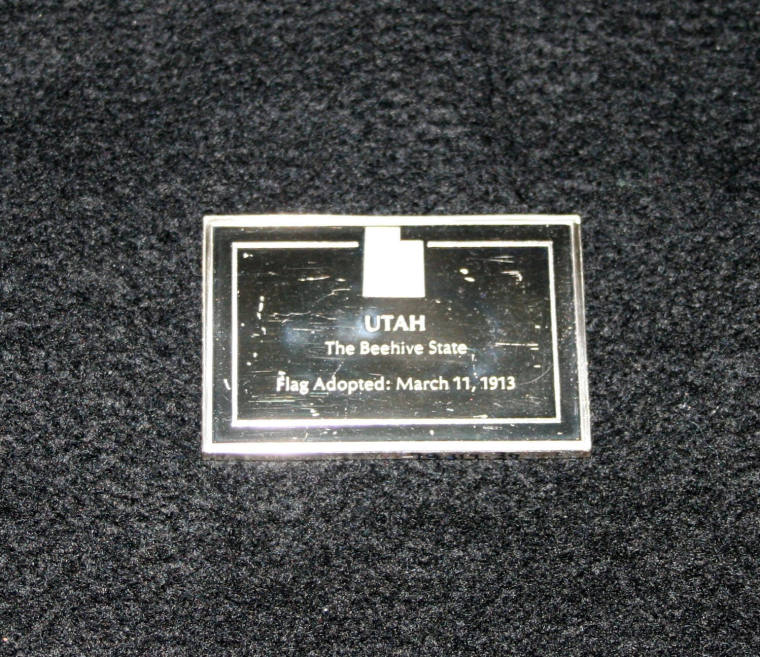 UTAH
The Beehive State
Flag Adopted: March 11, 1913